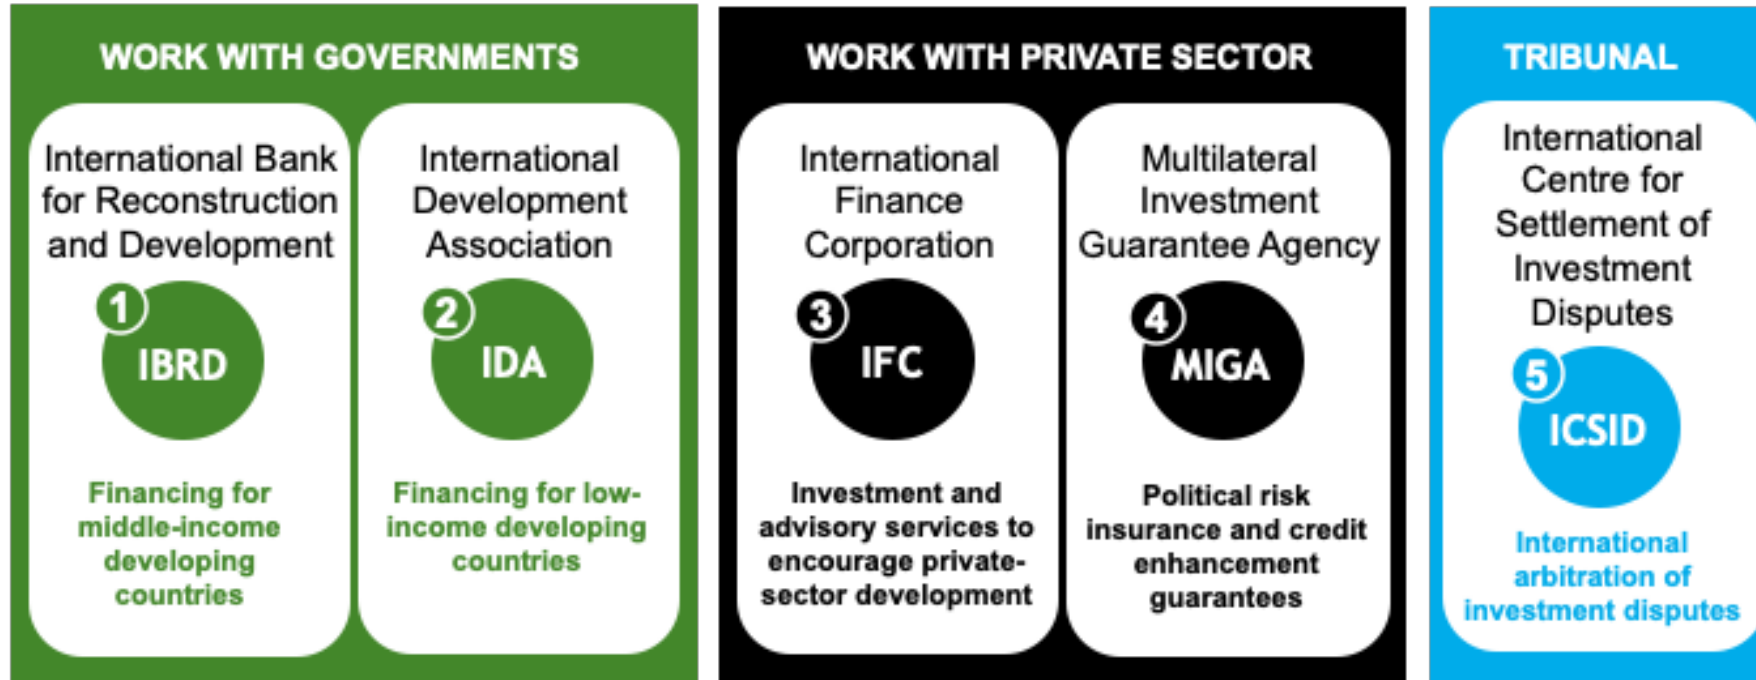 WORK WITH GOVERNMENTS
International Bank
for Reconstruction
and Development
1
IBRD
Financing for
middle-income
developing
countries
International
Development
Association
2
IDA
Financing for low-
income developing
countries
WORK WITH PRIVATE SECTOR
International
Finance
Corporation
3
IFC
Investment and
advisory services to
encourage private-
sector development
Multilateral
Investment
Guarantee Agency
4
MIGA
Political risk
insurance and credit
enhancement
guarantees
TRIBUNAL
International
Centre for
Settlement of
Investment
Disputes
5
ICSID
International
arbitration of
investment disputes